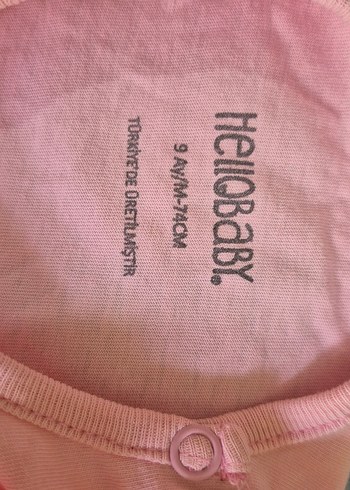 HelloBaBY®
9 Ay/M-74CM
TÜRKİYE'DE ÜRETİLMİŞTİR